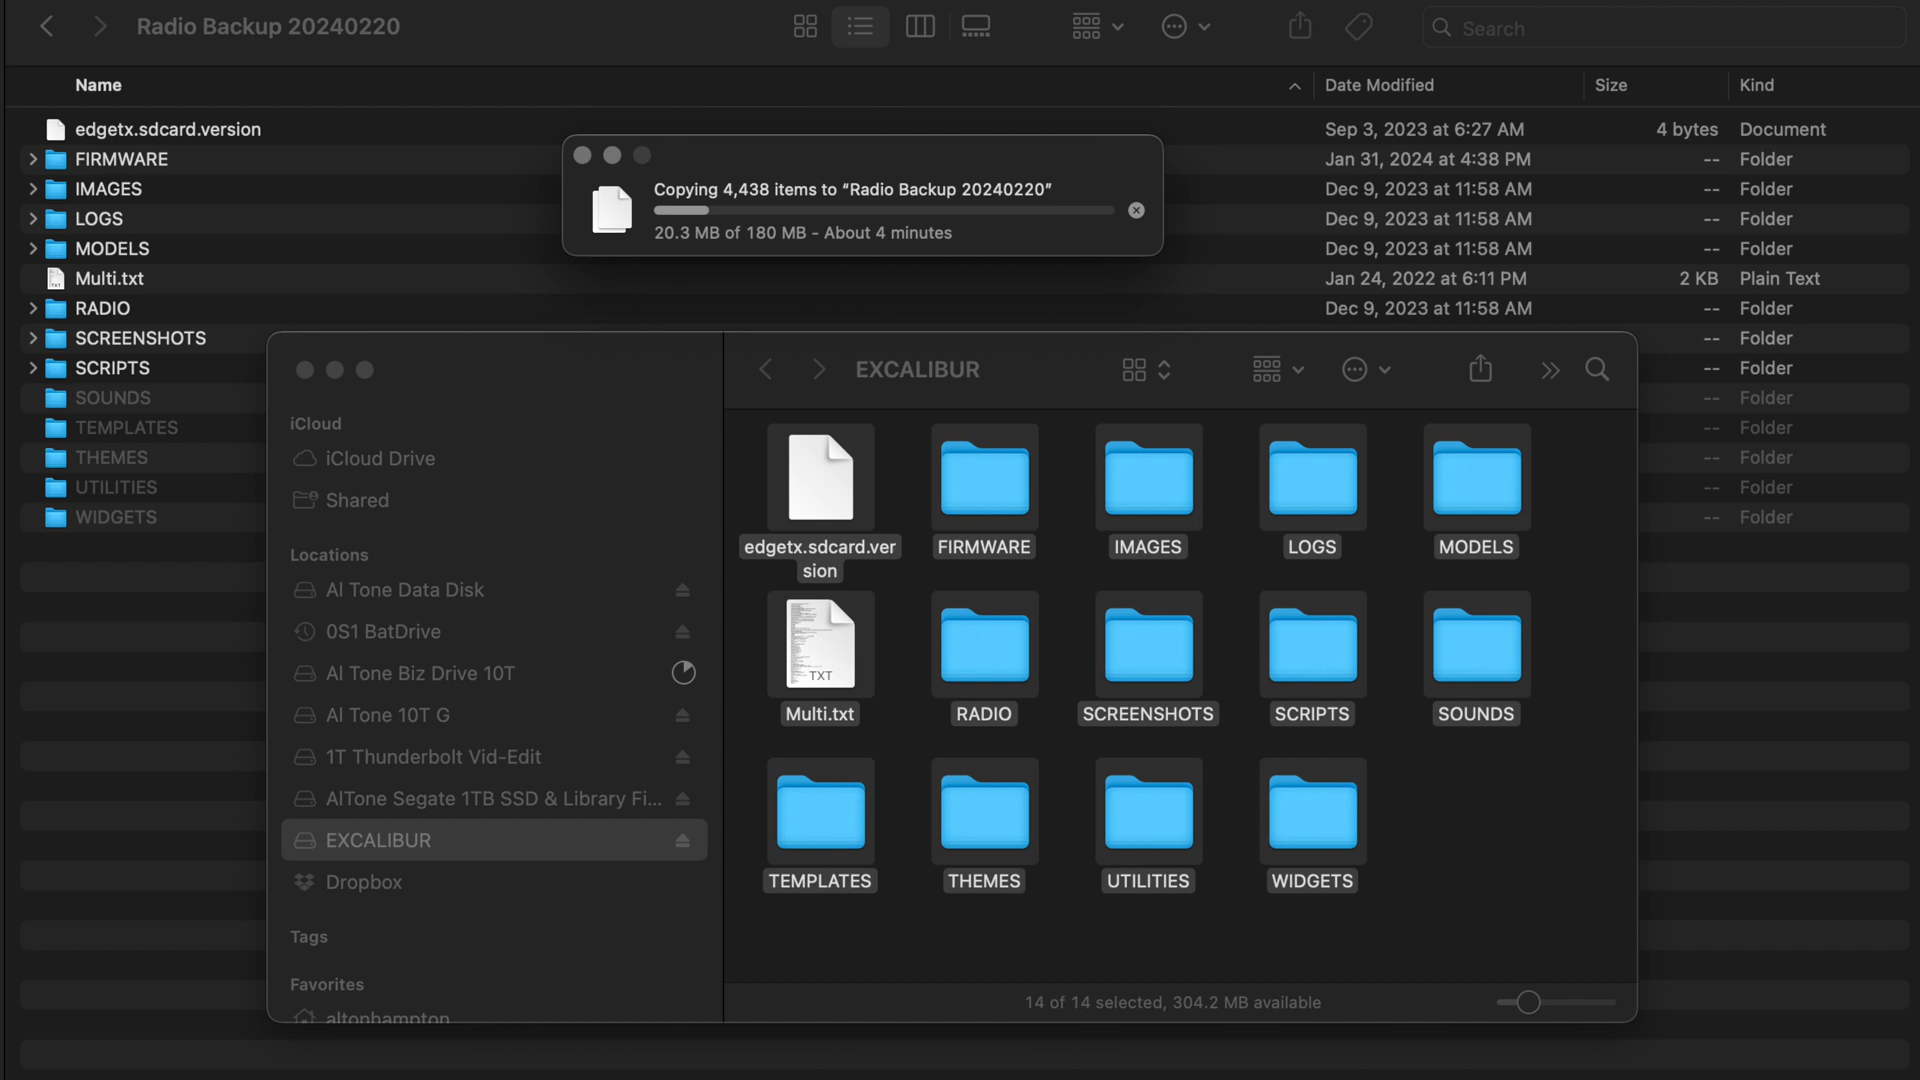 Radio Backup 20240220
Search
Name
Date Modified
Size
Kind
edgetx.sdcard.version
Sep 3, 2023 at 6:27 AM
4 bytes
Document
FIRMWARE
Jan 31, 2024 at 4:38 PM
--
Folder
IMAGES
Dec 9, 2023 at 11:58 AM
--
Folder
LOGS
Dec 9, 2023 at 11:58 AM
--
Folder
MODELS
Dec 9, 2023 at 11:58 AM
--
Folder
Multi.txt
Jan 24, 2022 at 6:11 PM
2 KB
Plain Text
RADIO
Dec 9, 2023 at 11:58 AM
--
Folder
SCREENSHOTS
--
Folder
SCRIPTS
--
Folder
SOUNDS
--
Folder
TEMPLATES
--
Folder
THEMES
--
Folder
UTILITIES
--
Folder
WIDGETS
--
Folder
Copying 4,438 items to “Radio Backup 20240220”
20.3 MB of 180 MB - About 4 minutes
iCloud
iCloud Drive
Shared
Locations
Al Tone Data Disk
0S1 BatDrive
Al Tone Biz Drive 10T
Al Tone 10T G
1T Thunderbolt Vid-Edit
AlTone Segate 1TB SSD & Library Fi...
EXCALIBUR
Dropbox
Tags
Favorites
altonhampton
EXCALIBUR
edgetx.sdcard.ver
sion
FIRMWARE
IMAGES
LOGS
MODELS
TXT
Multi.txt
RADIO
SCREENSHOTS
SCRIPTS
SOUNDS
TEMPLATES
THEMES
UTILITIES
WIDGETS
14 of 14 selected, 304.2 MB available